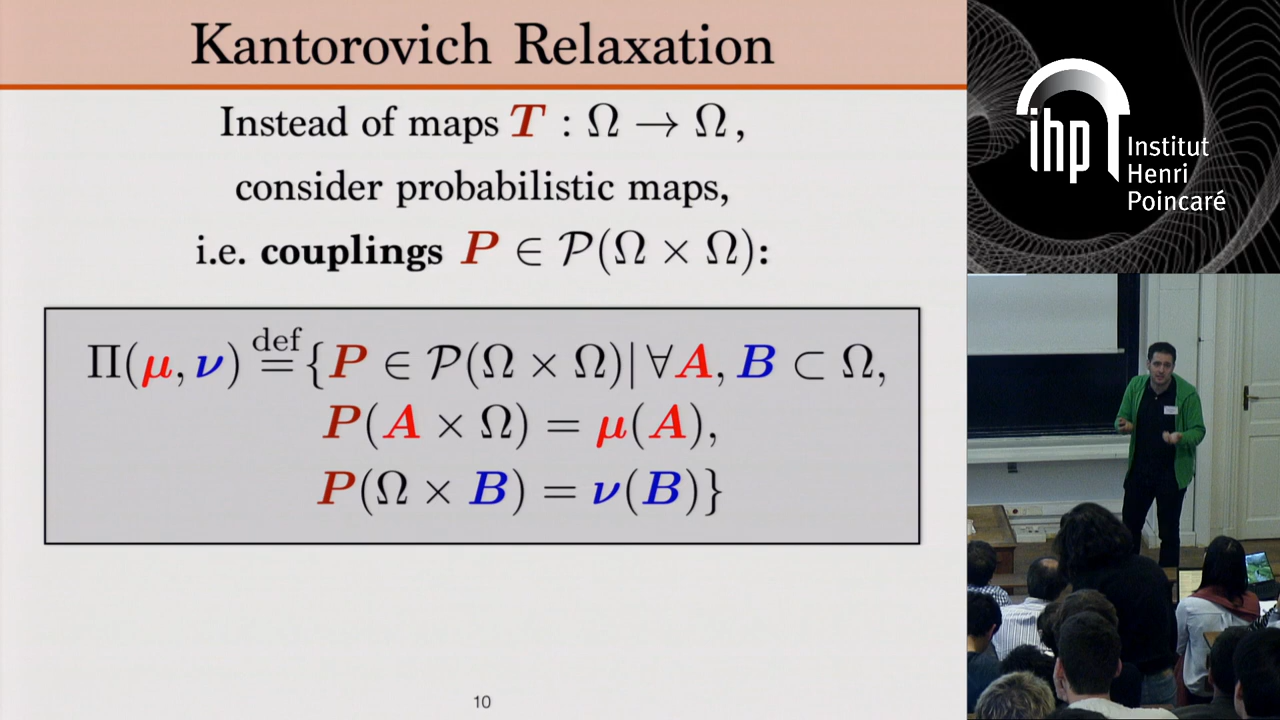 Kantorovich Relaxation
Instead of maps T : Ω → Ω,
consider probabilistic maps,
i.e. couplings P ∈ 𝒫(Ω × Ω):
Π(μ, ν) def= {P ∈ 𝒫(Ω × Ω)| ∀A, B ⊂ Ω,
P(A × Ω) = μ(A),
P(Ω × B) = ν(B)}
10
ihp
Institut
Henri
Poincaré